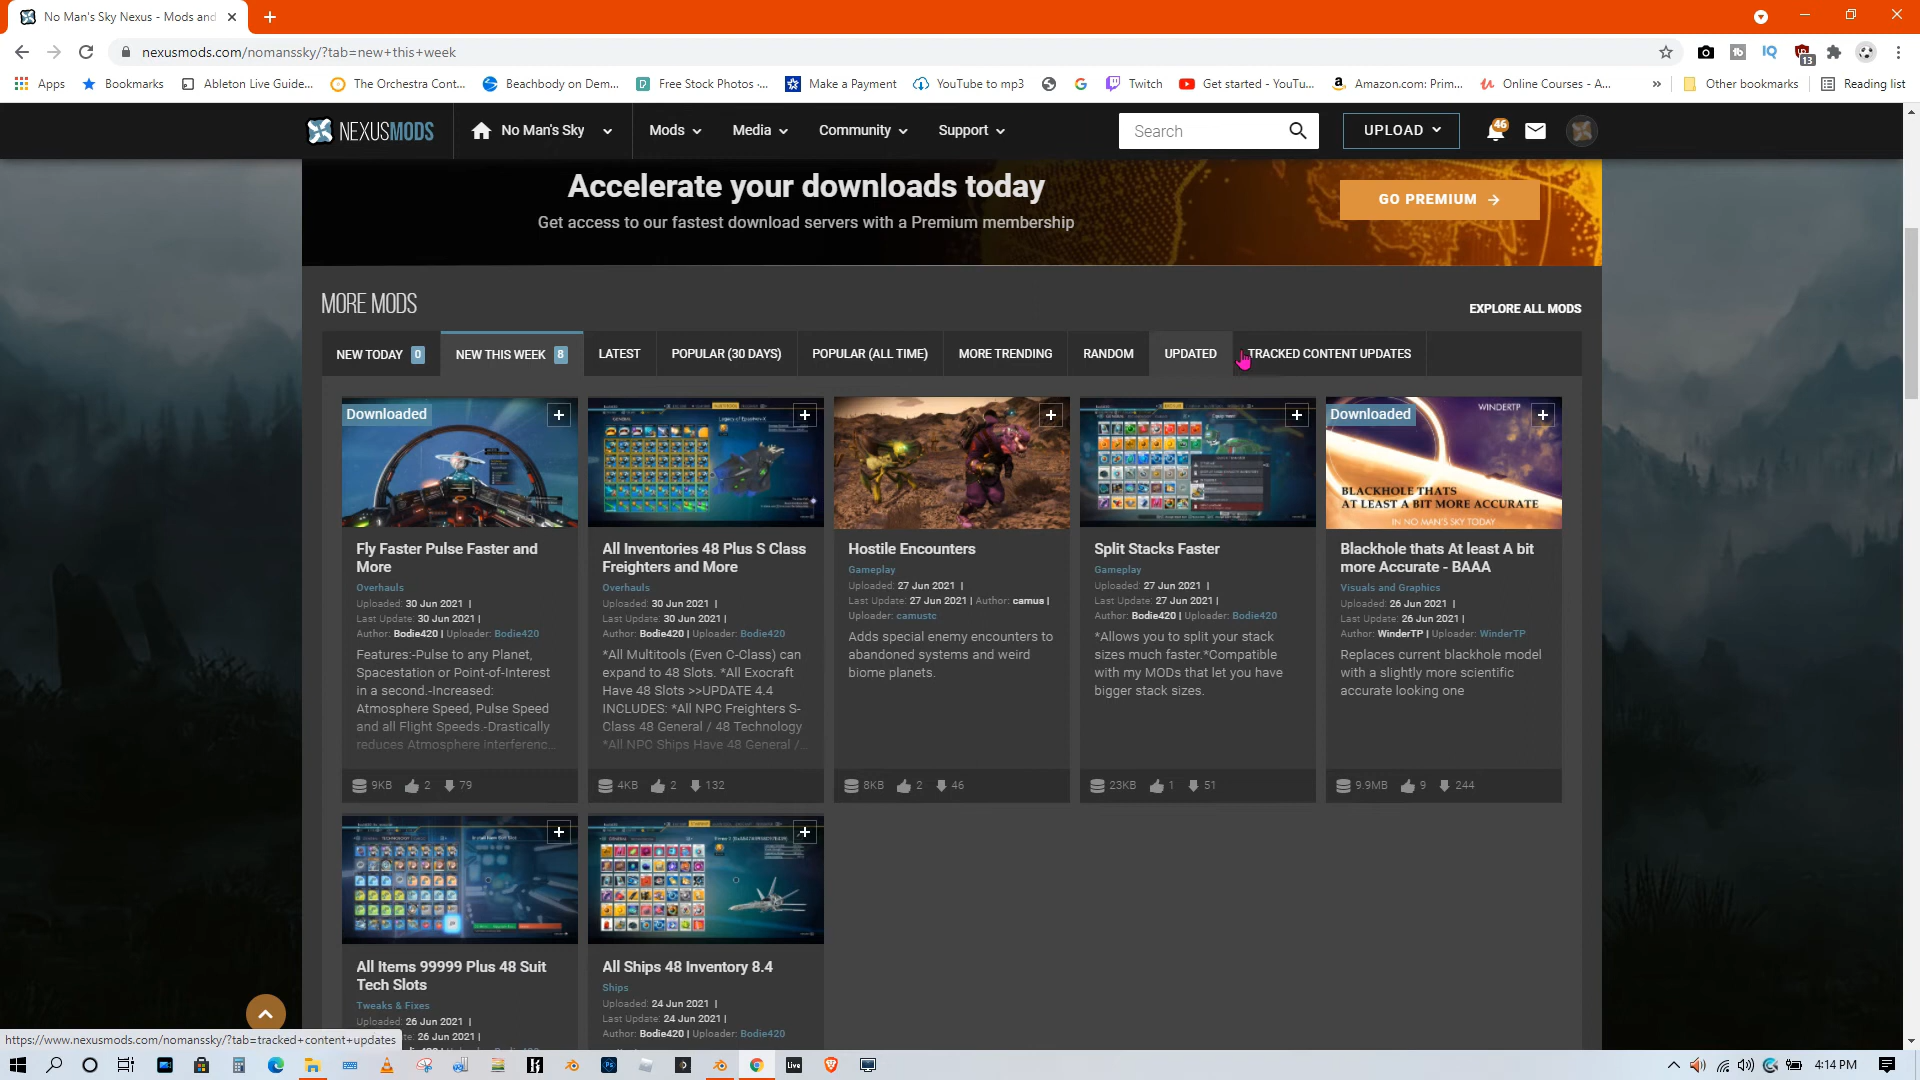 No Man's Sky Nexus - Mods and
nexusmods.com/nomanssky/?tab=new+this+week
13
Apps
Bookmarks
Ableton Live Guide...
The Orchestra Cont...
Beachbody on Dem...
Free Stock Photos ·...
Make a Payment
YouTube to mp3
Twitch
Get started - YouTu...
Amazon.com: Prim...
Online Courses - A...
»
Other bookmarks
Reading list
NEXUSMODS
No Man's Sky
Mods
Media
Community
Support
Search
UPLOAD
46
Accelerate your downloads today
Get access to our fastest download servers with a Premium membership
GO PREMIUM
MORE MODS
EXPLORE ALL MODS
NEW TODAY 0
NEW THIS WEEK 8
LATEST
POPULAR (30 DAYS)
POPULAR (ALL TIME)
MORE TRENDING
RANDOM
UPDATED
TRACKED CONTENT UPDATES
Downloaded
Fly Faster Pulse Faster and
More
Overhauls
Uploaded: 30 Jun 2021 |
Last Update: 30 Jun 2021 |
Author: Bodie420 | Uploader: Bodie420
Features:-Pulse to any Planet,
Spacestation or Point-of-Interest
in a second.-Increased:
Atmosphere Speed, Pulse Speed
and all Flight Speeds.-Drastically
reduces Atmosphere interferenc...
9KB 2 79
All Inventories 48 Plus S Class
Freighters and More
Overhauls
Uploaded: 30 Jun 2021 |
Last Update: 30 Jun 2021 |
Author: Bodie420 | Uploader: Bodie420
*All Multitools (Even C-Class) can
expand to 48 Slots. *All Exocraft
Have 48 Slots >>UPDATE 4.4
INCLUDES: *All NPC Freighters S-
Class 48 General / 48 Technology
*All NPC Ships Have 48 General /...
4KB 2 132
Hostile Encounters
Gameplay
Uploaded: 27 Jun 2021 |
Last Update: 27 Jun 2021 | Author: camus |
Uploader: camustc
Adds special enemy encounters to
abandoned systems and weird
biome planets.
8KB 2 46
Split Stacks Faster
Gameplay
Uploaded: 27 Jun 2021 |
Last Update: 27 Jun 2021 |
Author: Bodie420 | Uploader: Bodie420
*Allows you to split your stack
sizes much faster.*Compatible
with my MODs that let you have
bigger stack sizes.
23KB 1 51
Downloaded
WINDERTP
BLACKHOLE THATS
AT LEAST A BIT MORE ACCURATE
IN NO MAN'S SKY TODAY
Blackhole thats At least A bit
more Accurate - BAAA
Visuals and Graphics
Uploaded: 26 Jun 2021 |
Last Update: 26 Jun 2021 |
Author: WinderTP | Uploader: WinderTP
Replaces current blackhole model
with a slightly more scientific
accurate looking one
9.9MB 9 244
All Items 99999 Plus 48 Suit
Tech Slots
Tweaks & Fixes
Uploaded: 26 Jun 2021 |
26 Jun 2021 |
All Ships 48 Inventory 8.4
Ships
Uploaded: 24 Jun 2021 |
Last Update: 24 Jun 2021 |
Author: Bodie420 | Uploader: Bodie420
https://www.nexusmods.com/nomanssky/?tab=tracked+content+updates
Live
4:14 PM